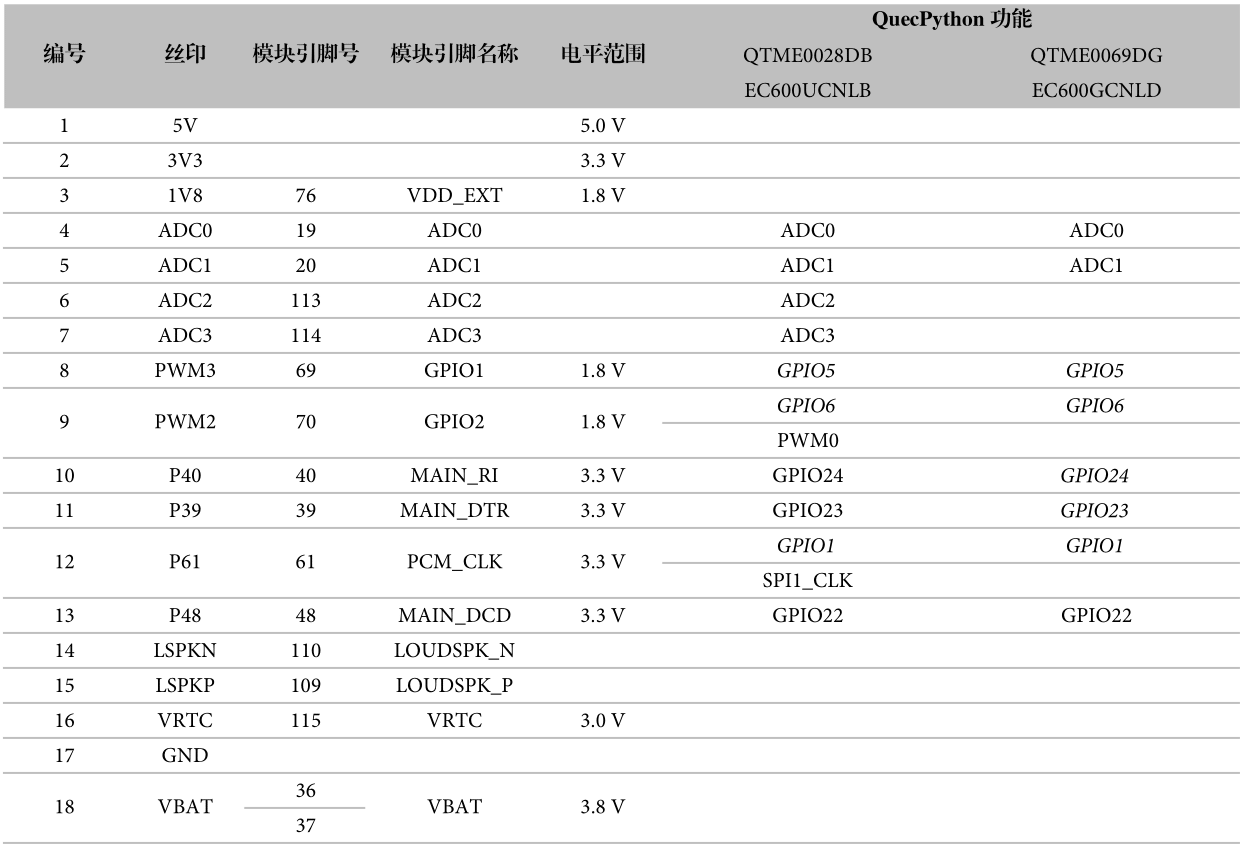 QuecPython 功能
编号 丝印 模块引脚号 模块引脚名称 电平范围 QTME0028DB QTME0069DG
EC600UCNLB EC600GCNLD
1 5V 5.0 V
2 3V3 3.3 V
3 1V8 76 VDD_EXT 1.8 V
4 ADC0 19 ADC0 ADC0 ADC0
5 ADC1 20 ADC1 ADC1 ADC1
6 ADC2 113 ADC2 ADC2
7 ADC3 114 ADC3 ADC3
8 PWM3 69 GPIO1 1.8 V GPIO5 GPIO5
9 PWM2 70 GPIO2 1.8 V GPIO6 GPIO6
PWM0
10 P40 40 MAIN_RI 3.3 V GPIO24 GPIO24
11 P39 39 MAIN_DTR 3.3 V GPIO23 GPIO23
12 P61 61 PCM_CLK 3.3 V GPIO1 GPIO1
SPI1_CLK
13 P48 48 MAIN_DCD 3.3 V GPIO22 GPIO22
14 LSPKN 110 LOUDSPK_N
15 LSPKP 109 LOUDSPK_P
16 VRTC 115 VRTC 3.0 V
17 GND
18 VBAT 36 VBAT 3.8 V
37